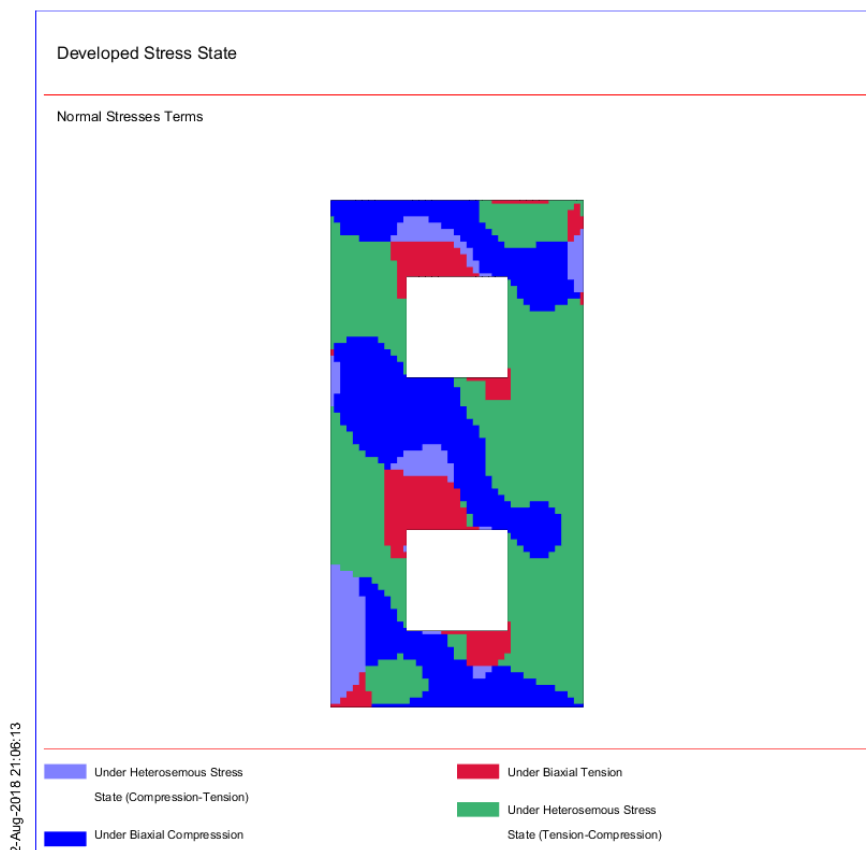 Developed Stress State
Normal Stresses Terms
2-Aug-2018 21:06:13
Under Heterosemous Stress
State (Compression-Tension)
Under Biaxial Compresssion
Under Biaxial Tension
Under Heterosemous Stress
State (Tension-Compression)